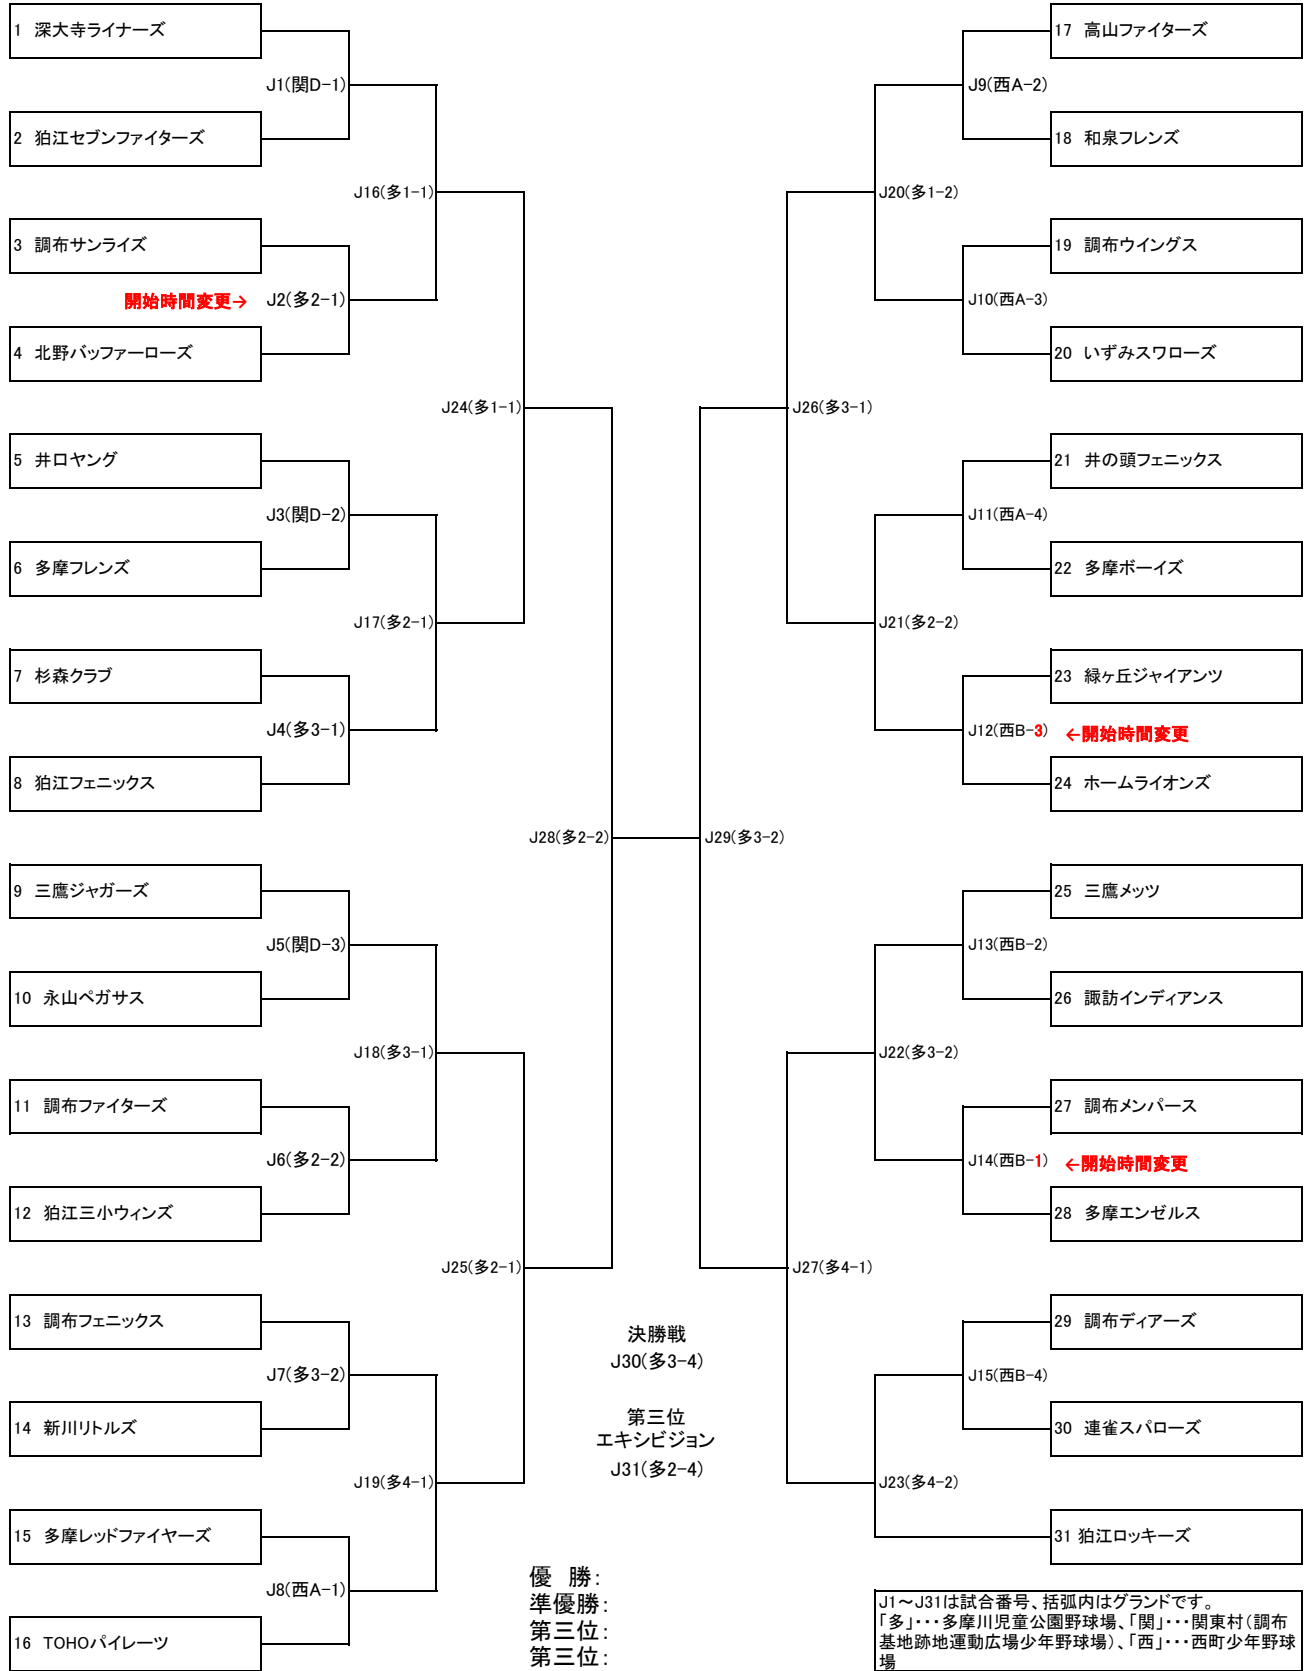 1 深大寺ライナーズ
J1(関D-1)
2 狛江セブンファイターズ
J16(多1-1)
3 調布サンライズ
開始時間変更→ J2(多2-1)
4 北野バッファーローズ
J24(多1-1)
5 井口ヤング
J3(関D-2)
6 多摩フレンズ
J17(多2-1)
7 杉森クラブ
J4(多3-1)
8 狛江フェニックス
J28(多2-2)
9 三鷹ジャガーズ
J5(関D-3)
10 永山ペガサス
J18(多3-1)
11 調布ファイターズ
J6(多2-2)
12 狛江三小ウィンズ
J25(多2-1)
13 調布フェニックス
J7(多3-2)
14 新川リトルズ
J19(多4-1)
15 多摩レッドファイヤーズ
J8(西A-1)
16 TOHOパイレーツ
17 高山ファイターズ
J9(西A-2)
18 和泉フレンズ
J20(多1-2)
19 調布ウイングス
J10(西A-3)
20 いずみスワローズ
J26(多3-1)
21 井の頭フェニックス
J11(西A-4)
22 多摩ボーイズ
J21(多2-2)
23 緑ヶ丘ジャイアンツ
J12(西B-3) ←開始時間変更
24 ホームライオンズ
J29(多3-2)
25 三鷹メッツ
J13(西B-2)
26 諏訪インディアンス
J22(多3-2)
27 調布メンパース
J14(西B-1) ←開始時間変更
28 多摩エンゼルス
J27(多4-1)
29 調布ディアーズ
J15(西B-4)
30 連雀スパローズ
J23(多4-2)
31 狛江ロッキーズ
決勝戦
J30(多3-4)
第三位
エキシビジョン
J31(多2-4)
優 勝:
準優勝:
第三位:
第三位:
J1～J31は試合番号、括弧内はグランドです。
「多」･･･多摩川児童公園野球場、「関」･･･関東村(調布
基地跡地運動広場少年野球場)、「西」･･･西町少年野球
場